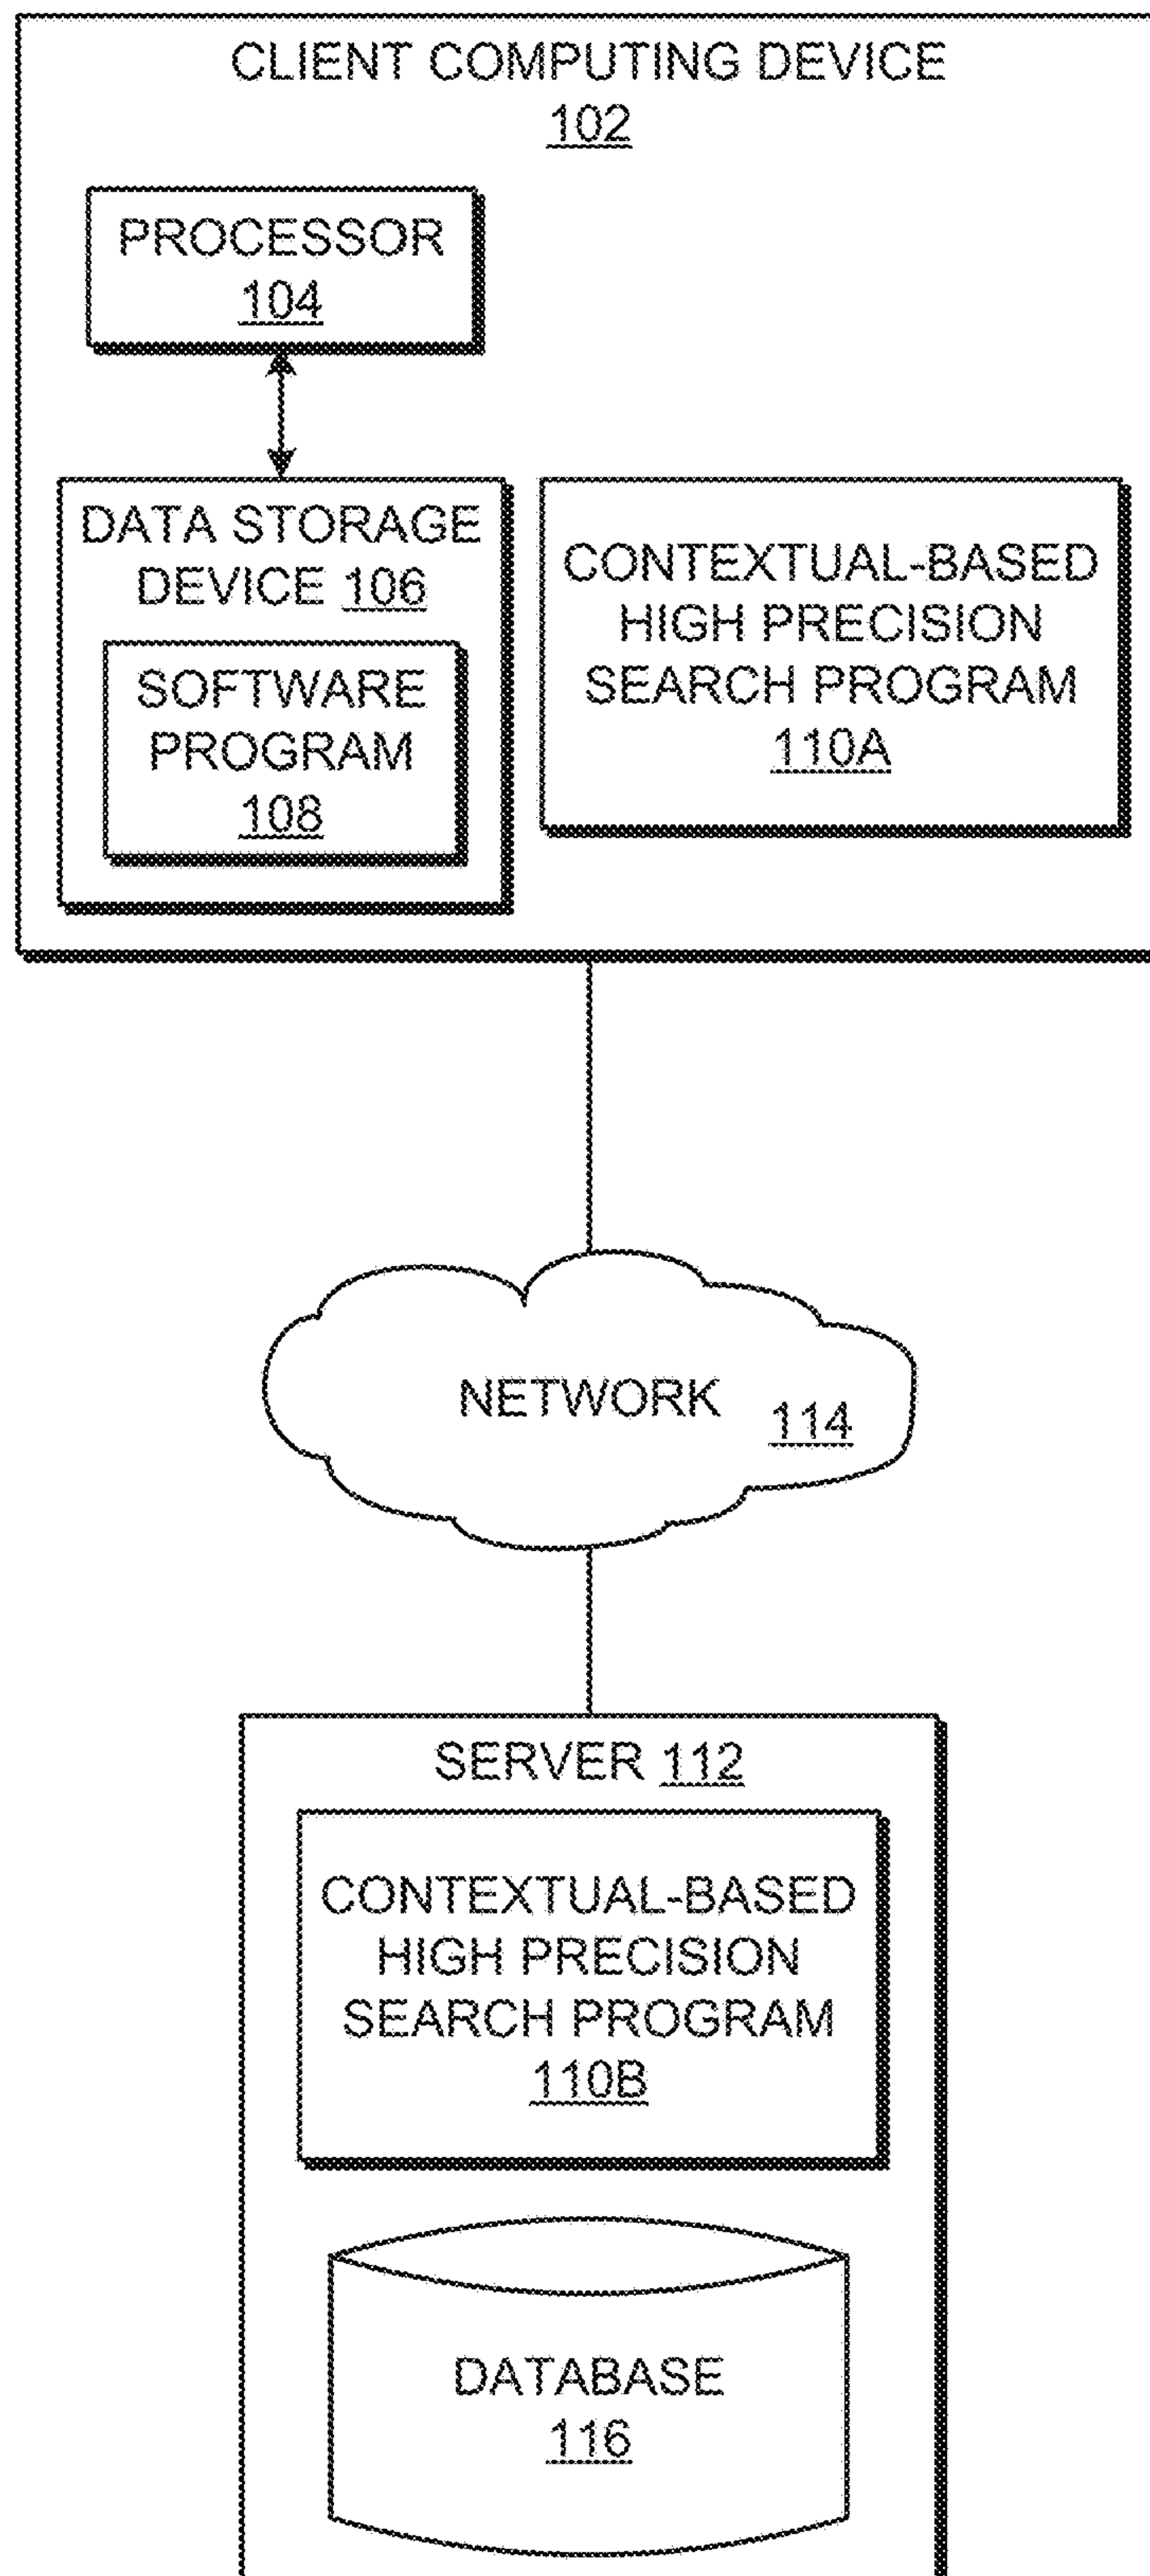 CLIENT COMPUTING DEVICE
102
PROCESSOR
104
DATA STORAGE
DEVICE 106
SOFTWARE
PROGRAM
108
CONTEXTUAL-BASED
HIGH PRECISION
SEARCH PROGRAM
110A
NETWORK 114
SERVER 112
CONTEXTUAL-BASED
HIGH PRECISION
SEARCH PROGRAM
110B
DATABASE
116